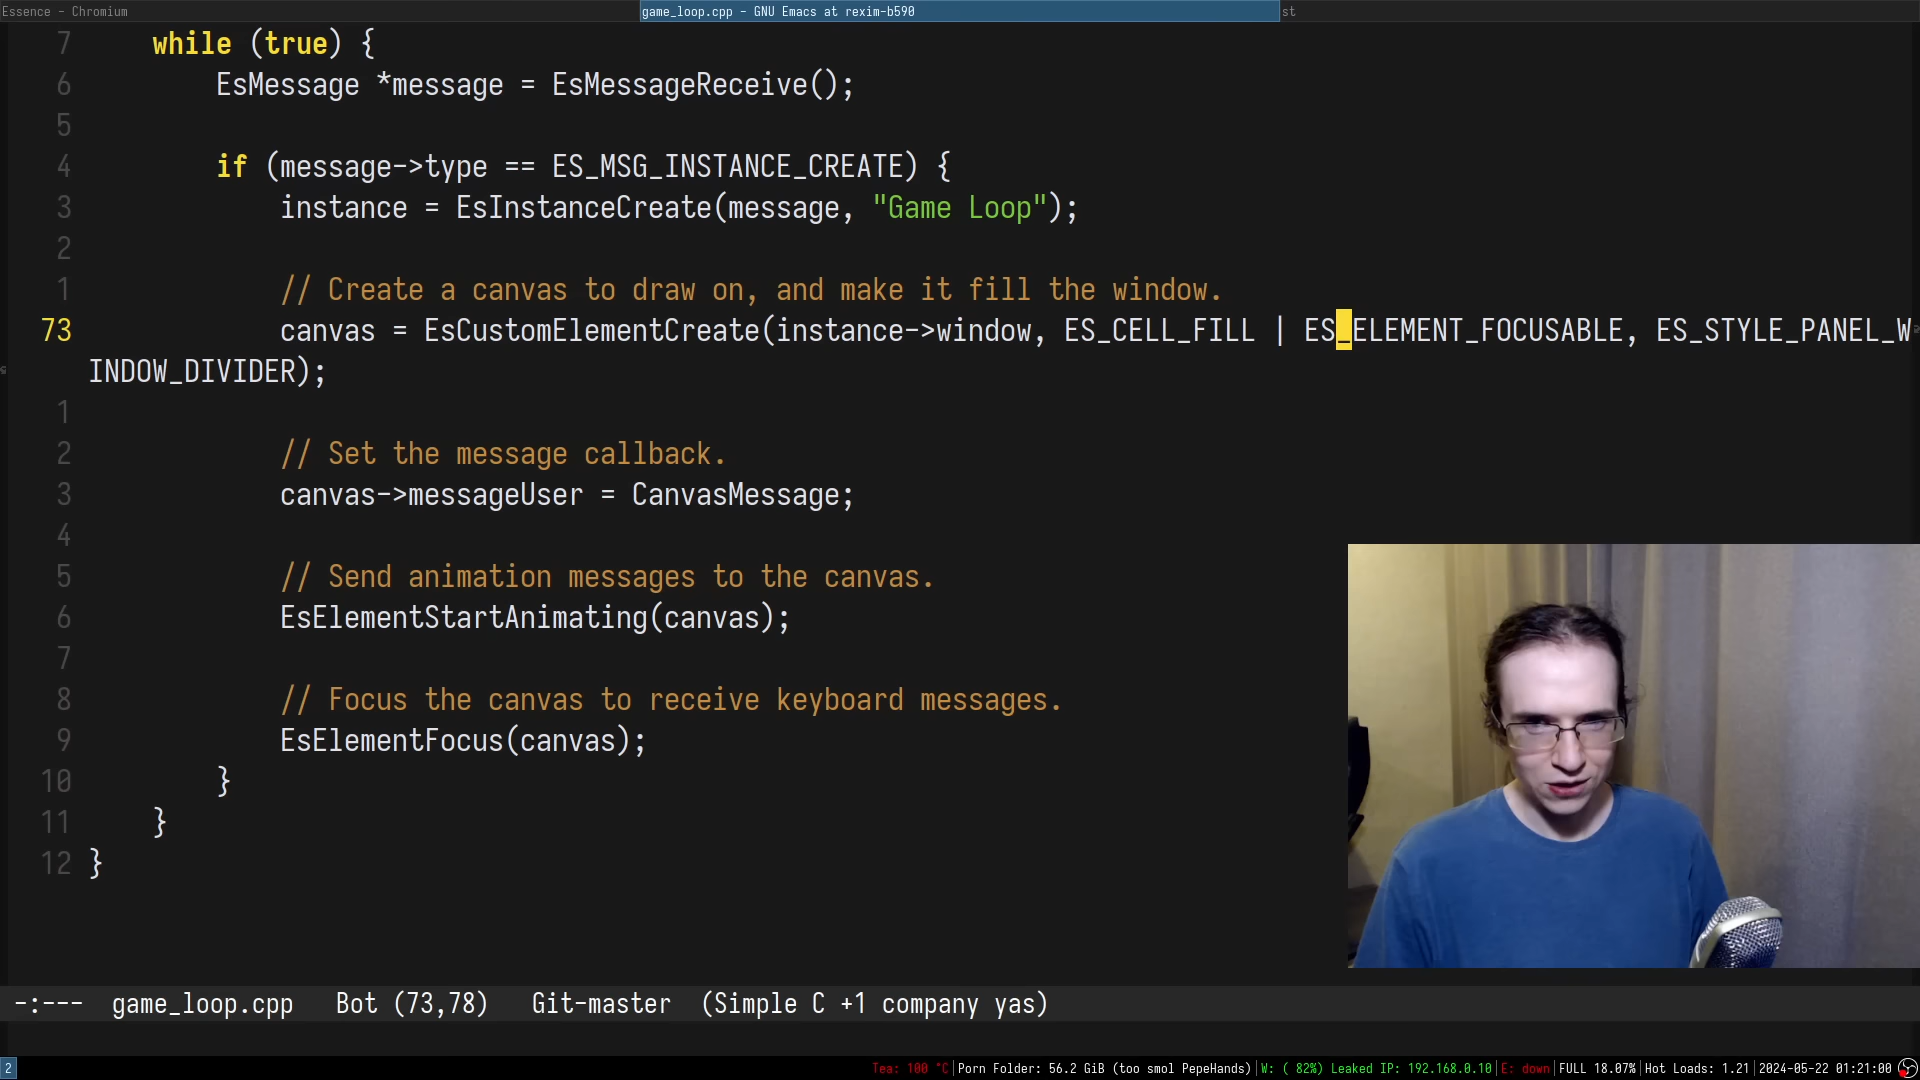 Essence - Chromium
game_loop.cpp - GNU Emacs at rexim-b590
st
7 while (true) {
6 EsMessage *message = EsMessageReceive();
5
4 if (message->type == ES_MSG_INSTANCE_CREATE) {
3 instance = EsInstanceCreate(message, "Game Loop");
2
1 // Create a canvas to draw on, and make it fill the window.
73 canvas = EsCustomElementCreate(instance->window, ES_CELL_FILL | ES_ELEMENT_FOCUSABLE, ES_STYLE_PANEL_W
INDOW_DIVIDER);
1
2 // Set the message callback.
3 canvas->messageUser = CanvasMessage;
4
5 // Send animation messages to the canvas.
6 EsElementStartAnimating(canvas);
7
8 // Focus the canvas to receive keyboard messages.
9 EsElementFocus(canvas);
10 }
11 }
12 }
-:--- game_loop.cpp Bot (73,78) Git-master (Simple C +1 company yas)
2 Tea: 100 °C|Porn Folder: 56.2 GiB (too smol PepeHands)|W: ( 82%) Leaked IP: 192.168.0.10|E: down|FULL 18.07%|Hot Loads: 1.21|2024-05-22 01:21:00